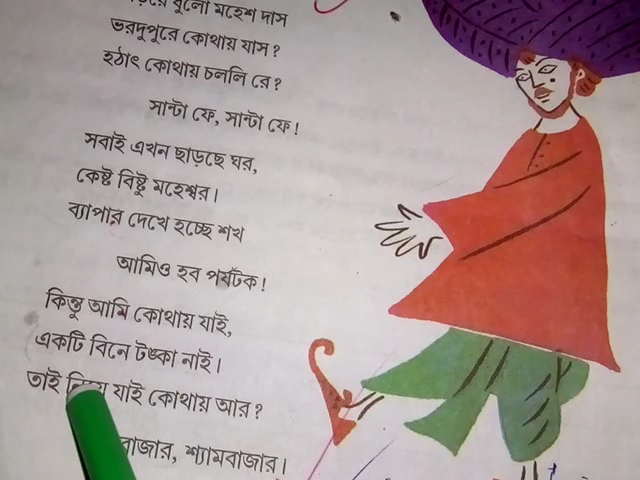 বুলো মহেশ দাস
ভরদুপুরে কোথায় যাস?
হঠাৎ কোথায় চললি রে?
সান্টা ফে, সান্টা ফে!
সবাই এখন ছাড়ছে ঘর,
কেষ্ট বিষ্টু মহেশ্বর।
ব্যাপার দেখে হচ্ছে শখ
আমিও হব পর্যটক!
কিন্তু আমি কোথায় যাই,
একটি বিনে টঙ্কা নাই।
তাই যাই কোথায় আর?
বাজার, শ্যামবাজার।